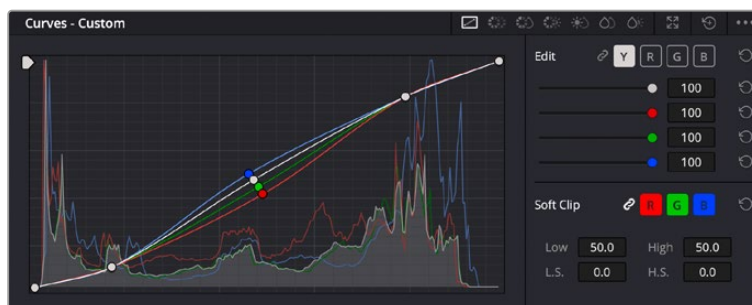 Curves - Custom
Edit Y R G B
100
100
100
100
Soft Clip R G B
Low 50.0 High 50.0
L.S. 0.0 H.S. 0.0